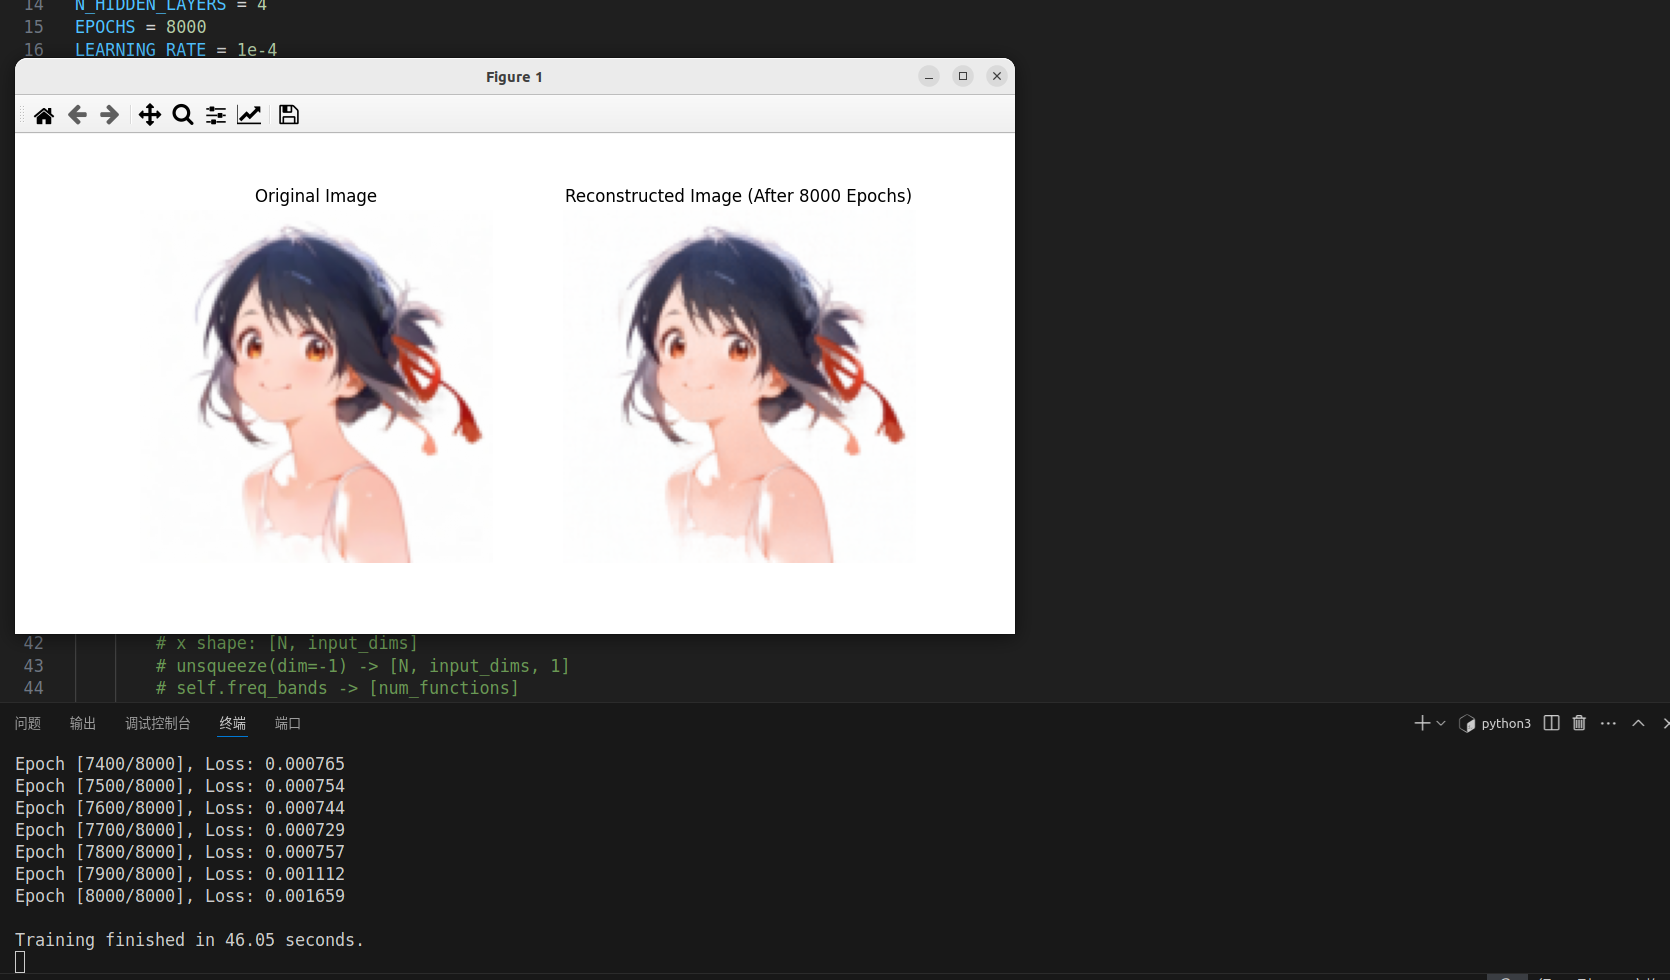 14 N_HIDDEN_LAYERS = 4
15 EPOCHS = 8000
16 LEARNING_RATE = 1e-4
Figure 1
Original Image
Reconstructed Image (After 8000 Epochs)
42 # x shape: [N, input_dims]
43 # unsqueeze(dim=-1) -> [N, input_dims, 1]
44 # self.freq_bands -> [num_functions]
问题 输出 调试控制台 终端 端口 python3
Epoch [7400/8000], Loss: 0.000765
Epoch [7500/8000], Loss: 0.000754
Epoch [7600/8000], Loss: 0.000744
Epoch [7700/8000], Loss: 0.000729
Epoch [7800/8000], Loss: 0.000757
Epoch [7900/8000], Loss: 0.001112
Epoch [8000/8000], Loss: 0.001659
Training finished in 46.05 seconds.